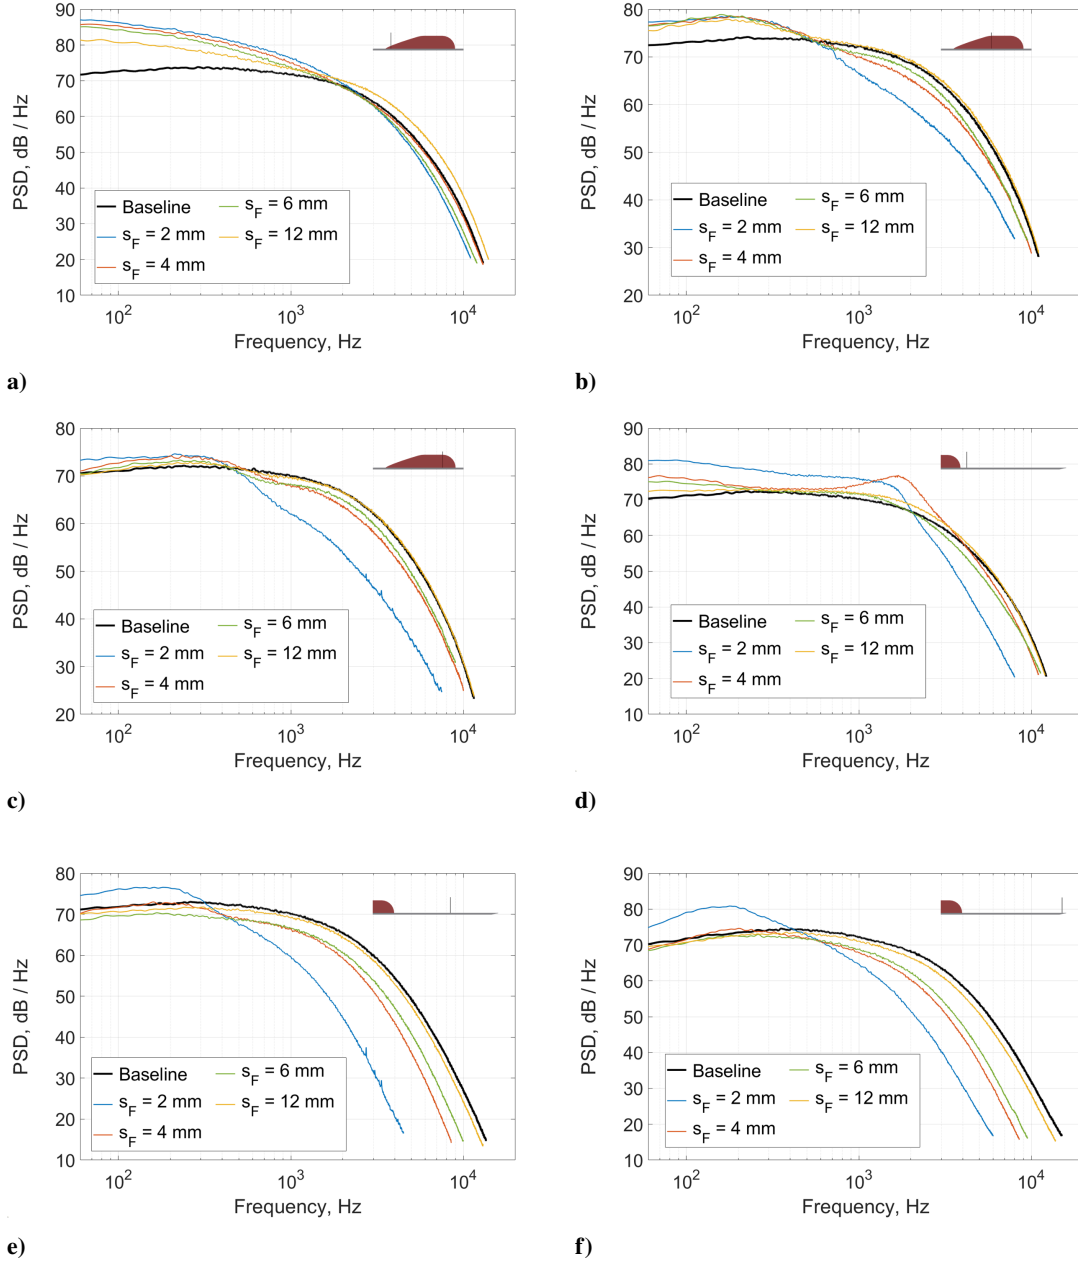 90
80
70
60
50
40
30
20
10
PSD, dB / Hz
Baseline
s_F = 2 mm
s_F = 4 mm
s_F = 6 mm
s_F = 12 mm
10^2
10^3
10^4
Frequency, Hz
a)
80
70
60
50
40
30
20
PSD, dB / Hz
Baseline
s_F = 2 mm
s_F = 4 mm
s_F = 6 mm
s_F = 12 mm
10^2
10^3
10^4
Frequency, Hz
b)
80
70
60
50
40
30
20
PSD, dB / Hz
Baseline
s_F = 2 mm
s_F = 4 mm
s_F = 6 mm
s_F = 12 mm
10^2
10^3
10^4
Frequency, Hz
c)
90
80
70
60
50
40
30
20
10
PSD, dB / Hz
Baseline
s_F = 2 mm
s_F = 4 mm
s_F = 6 mm
s_F = 12 mm
10^2
10^3
10^4
Frequency, Hz
d)
80
70
60
50
40
30
20
10
PSD, dB / Hz
Baseline
s_F = 2 mm
s_F = 4 mm
s_F = 6 mm
s_F = 12 mm
10^2
10^3
10^4
Frequency, Hz
e)
90
80
70
60
50
40
30
20
10
PSD, dB / Hz
Baseline
s_F = 2 mm
s_F = 4 mm
s_F = 6 mm
s_F = 12 mm
10^2
10^3
10^4
Frequency, Hz
f)